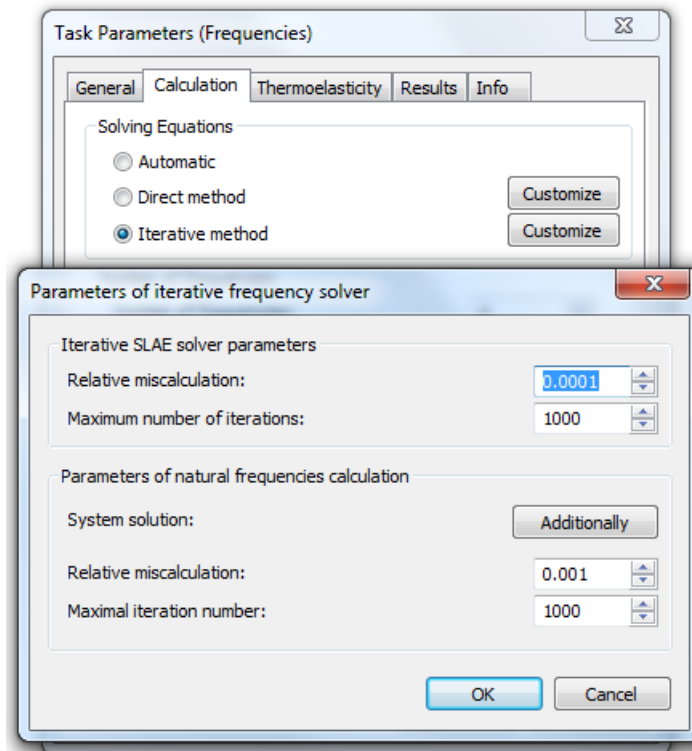 Task Parameters (Frequencies)
General Calculation Thermoelasticity Results Info
Solving Equations
Automatic
Direct method Customize
Iterative method Customize
Parameters of iterative frequency solver
Iterative SLAE solver parameters
Relative miscalculation: 0.0001
Maximum number of iterations: 1000
Parameters of natural frequencies calculation
System solution: Additionally
Relative miscalculation: 0.001
Maximal iteration number: 1000
OK Cancel